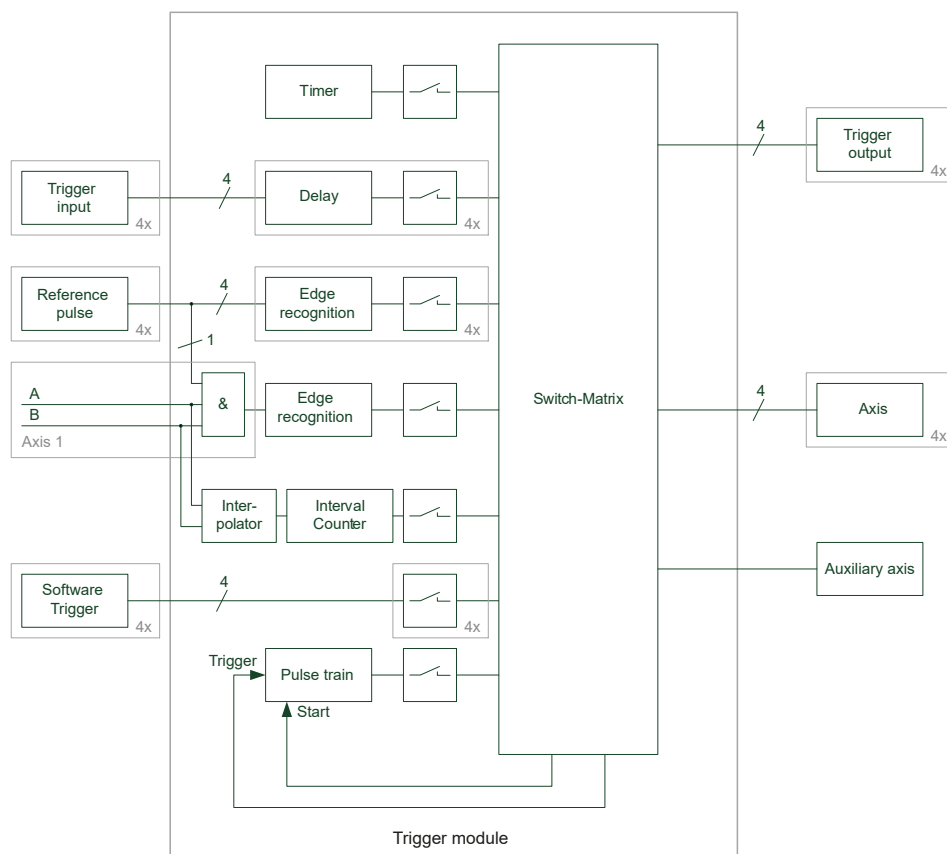 Timer
4
Trigger
output
4x
Trigger
input
4x
4
Delay
4x
Reference
pulse
4x
4
Edge
recognition
4x
1
A
B
Axis 1
&
Edge
recognition
Switch-Matrix
4
Axis
4x
Inter-
polator
Interval
Counter
Software
Trigger
4x
4
4x
Auxiliary axis
Trigger
Pulse train
Start
Trigger module